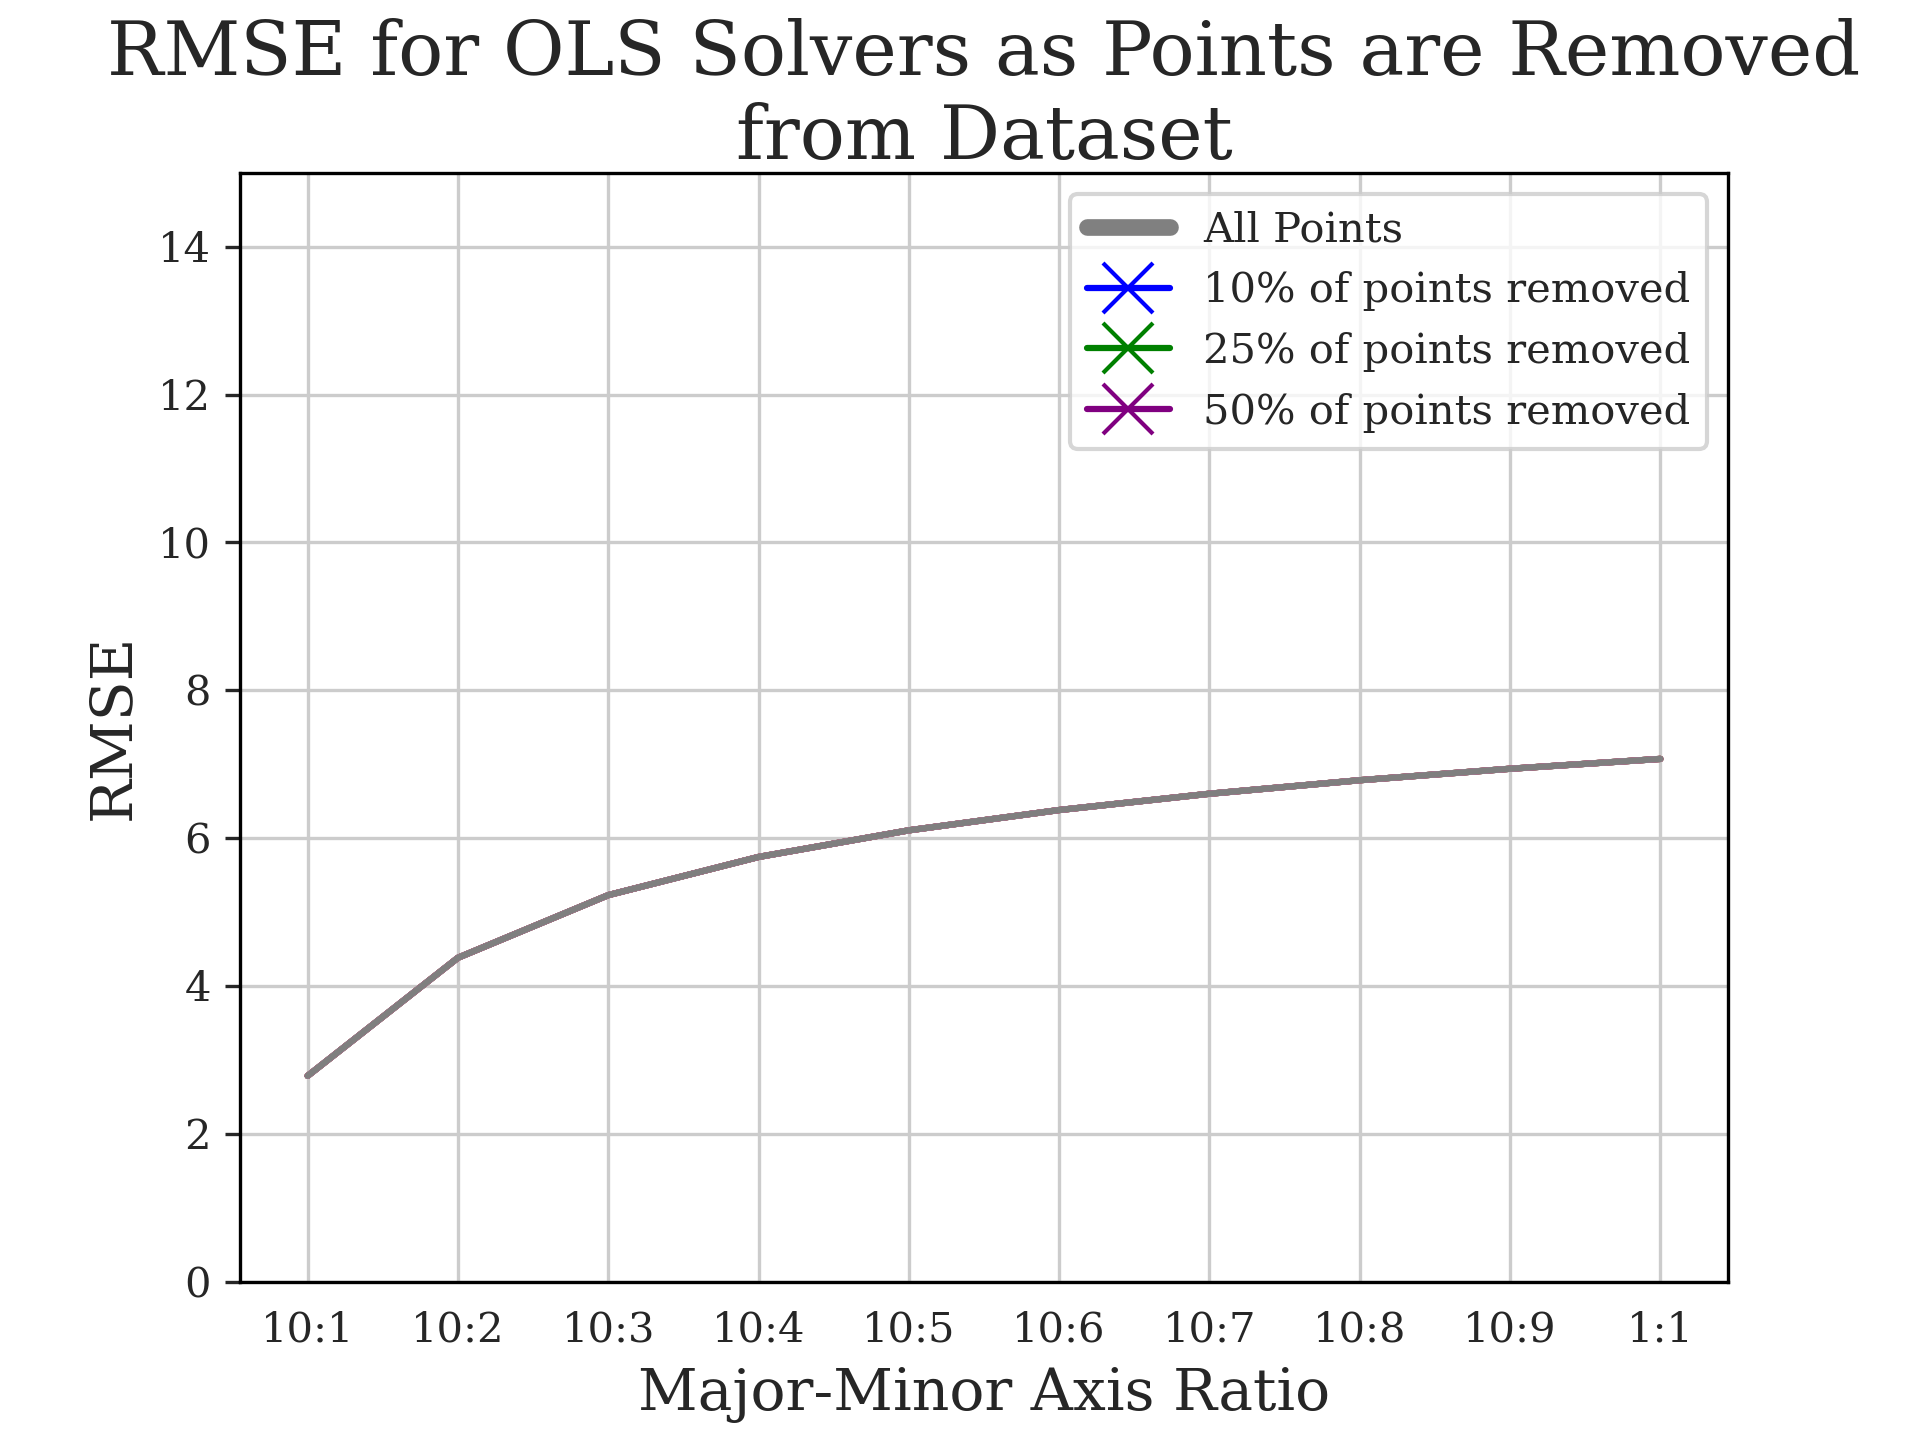 RMSE for OLS Solvers as Points are Removed
from Dataset
All Points
10% of points removed
25% of points removed
50% of points removed
14
12
10
8
6
4
2
0
RMSE
10:1 10:2 10:3 10:4 10:5 10:6 10:7 10:8 10:9 1:1
Major-Minor Axis Ratio